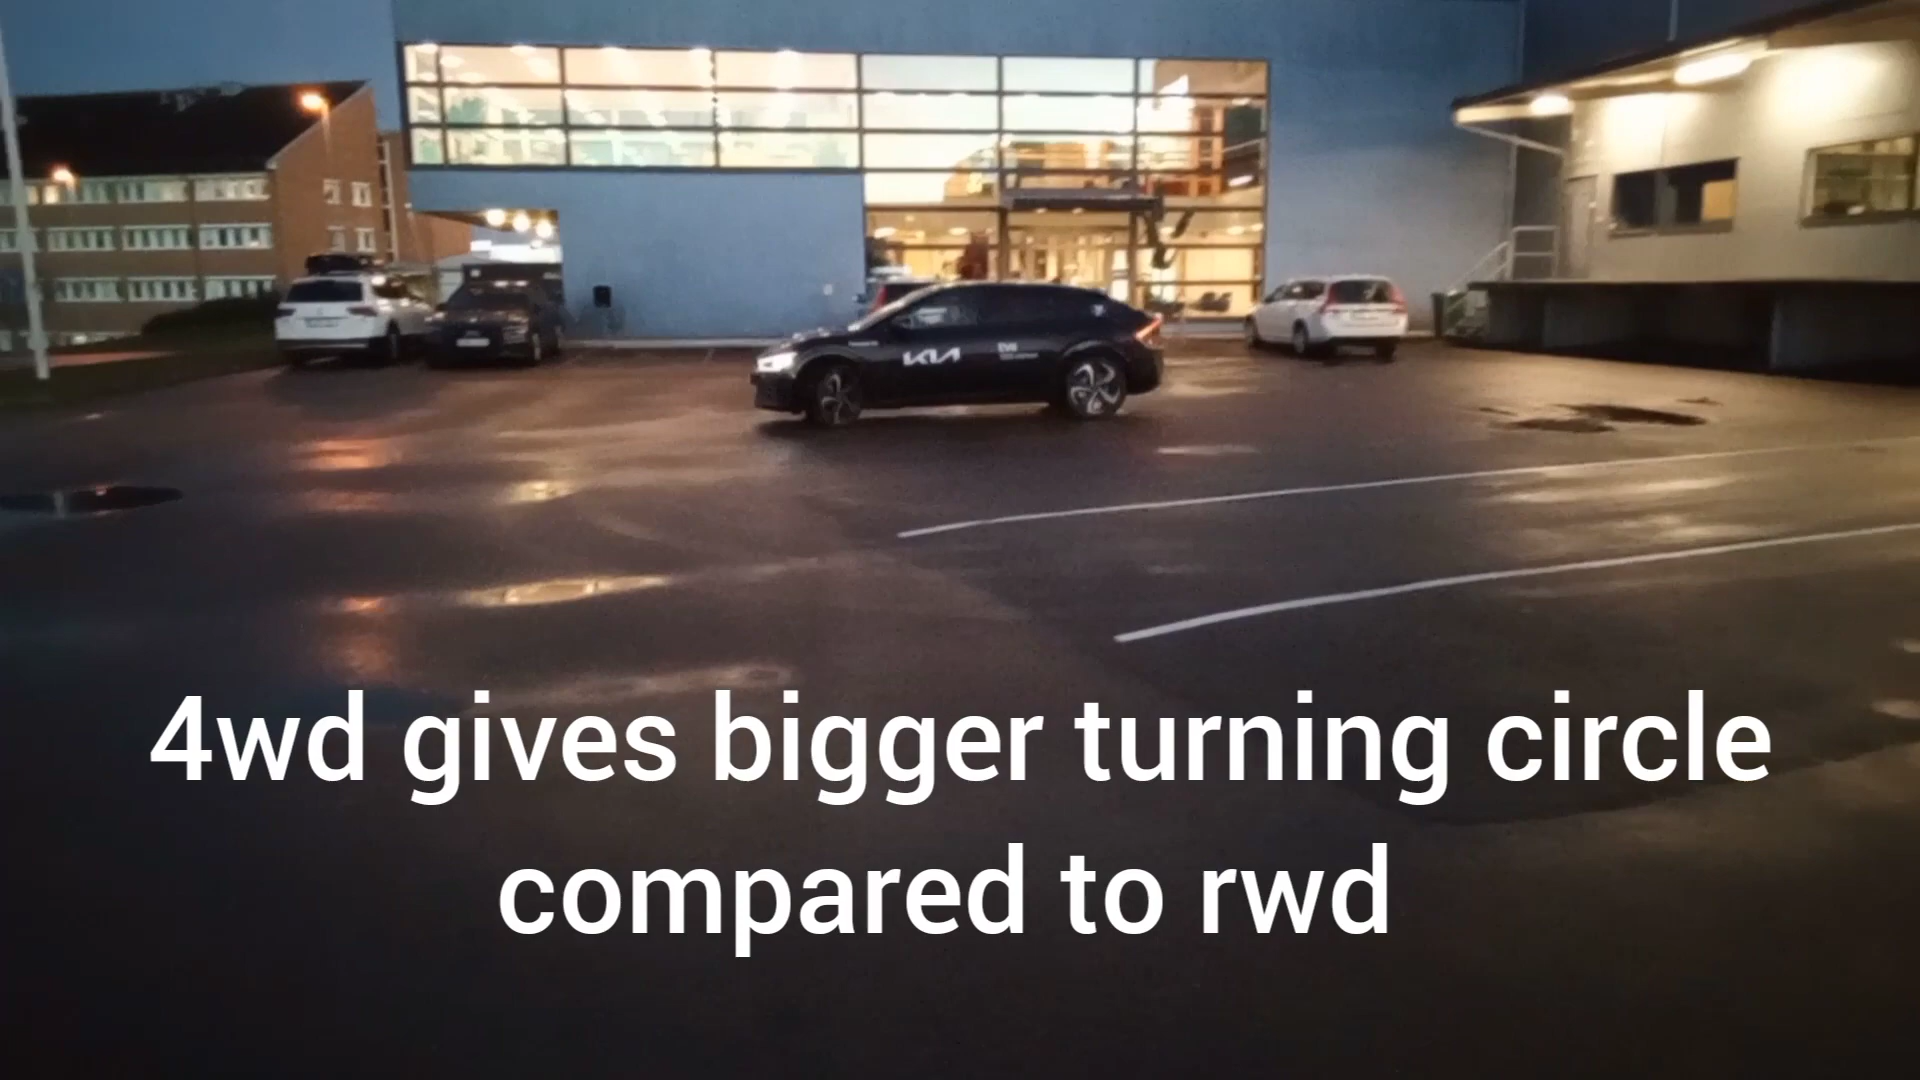 KIA
EV6
4wd gives bigger turning circle
compared to rwd